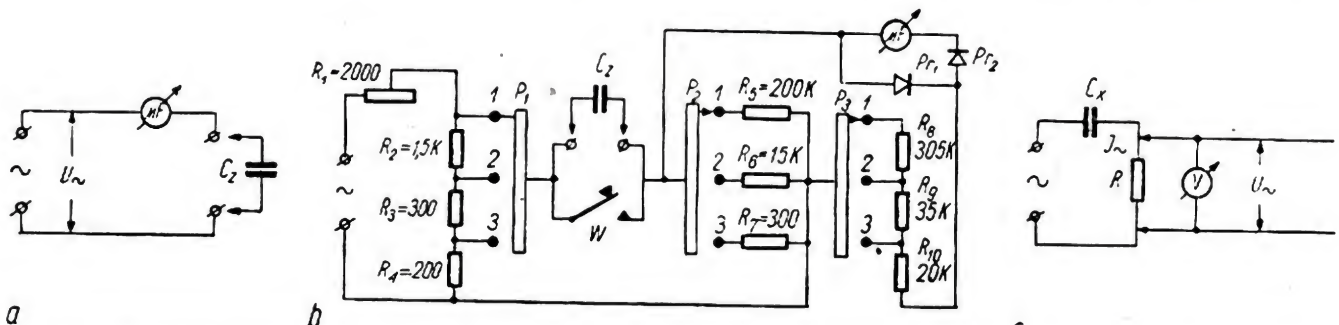 ~
U~
µF
Cz
a
R1=2000
~
R2=1,5K
R3=300
R4=200
1
2
3
P1
Cz
W
P2
1
2
3
R5=200K
R6=15K
R7=300
P3
1
2
3
R8
305K
R9
35K
R10
20K
µF
Pr1
Pr2
b
~
Cx
J~
R
V
U~